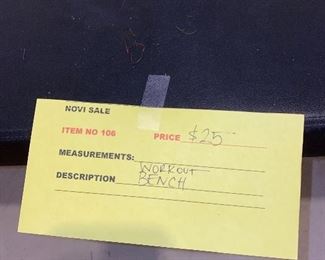 NOVI SALE
ITEM NO 106 PRICE $25
MEASUREMENTS:
WORKOUT
DESCRIPTION BENCH